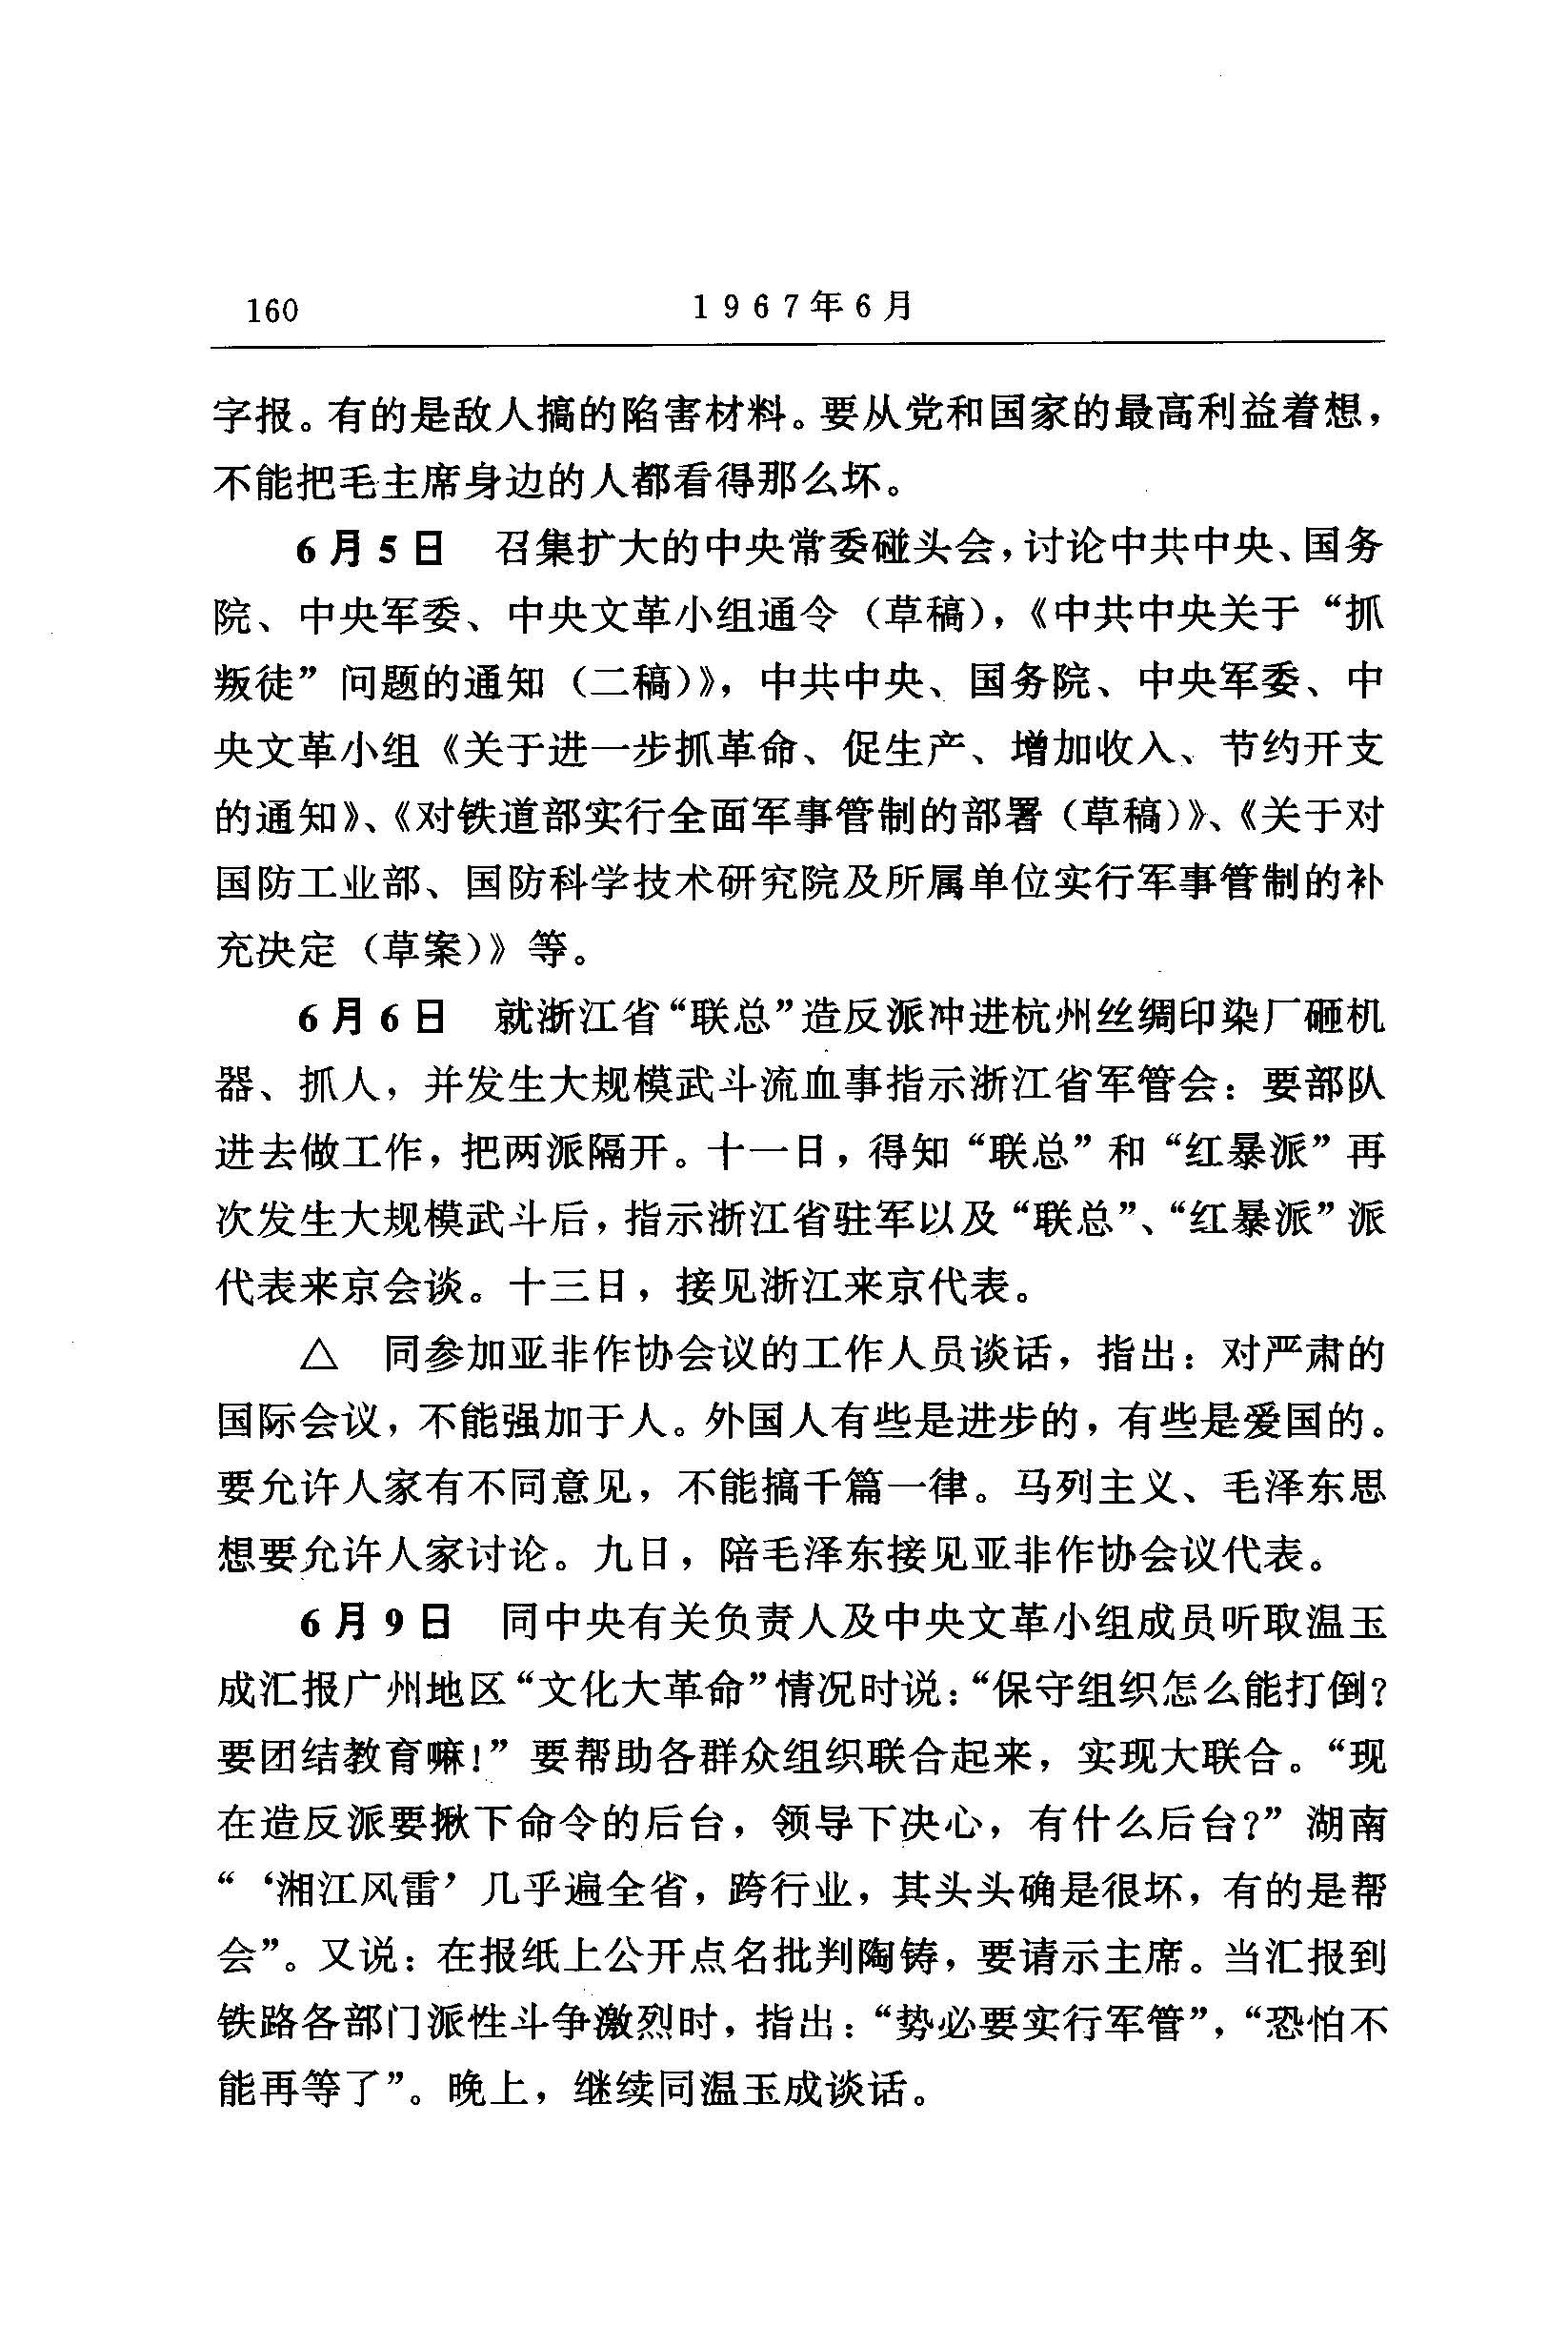 160 1967年6月
字报。有的是敌人搞的陷害材料。要从党和国家的最高利益着想，
不能把毛主席身边的人都看得那么坏。
6月5日 召集扩大的中央常委碰头会，讨论中共中央、国务
院、中央军委、中央文革小组通令（草稿），《中共中央关于“抓
叛徒”问题的通知（二稿）》，中共中央、国务院、中央军委、中
央文革小组《关于进一步抓革命、促生产、增加收入、节约开支
的通知》、《对铁道部实行全面军事管制的部署（草稿）》、《关于对
国防工业部、国防科学技术研究院及所属单位实行军事管制的补
充决定（草案）》等。
6月6日 就浙江省“联总”造反派冲进杭州丝绸印染厂砸机
器、抓人，并发生大规模武斗流血事指示浙江省军管会：要部队
进去做工作，把两派隔开。十一日，得知“联总”和“红暴派”再
次发生大规模武斗后，指示浙江省驻军以及“联总”、“红暴派”派
代表来京会谈。十三日，接见浙江来京代表。
△ 同参加亚非作协会议的工作人员谈话，指出：对严肃的
国际会议，不能强加于人。外国人有些是进步的，有些是爱国的。
要允许人家有不同意见，不能搞千篇一律。马列主义、毛泽东思
想要允许人家讨论。九日，陪毛泽东接见亚非作协会议代表。
6月9日 同中央有关负责人及中央文革小组成员听取温玉
成汇报广州地区“文化大革命”情况时说：“保守组织怎么能打倒？
要团结教育嘛！”要帮助各群众组织联合起来，实现大联合。“现
在造反派要揪下命令的后台，领导下决心，有什么后台？”湖南
“‘湘江风雷’几乎遍全省，跨行业，其头头确是很坏，有的是帮
会”。又说：在报纸上公开点名批判陶铸，要请示主席。当汇报到
铁路各部门派性斗争激烈时，指出：“势必要实行军管”，“恐怕不
能再等了”。晚上，继续同温玉成谈话。